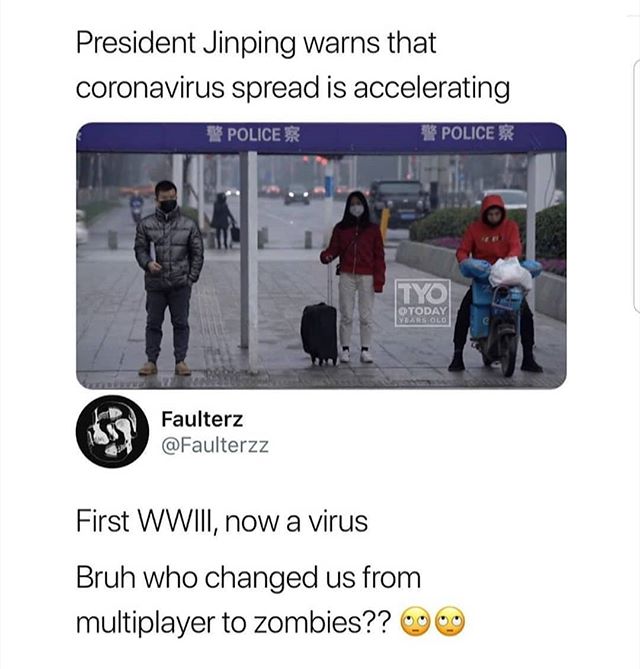 President Jinping warns that
coronavirus spread is accelerating
警 POLICE 察
警 POLICE 察
TYO
@TODAY
YEARS OLD
Faulterz
@Faulterzz
First WWIII, now a virus
Bruh who changed us from
multiplayer to zombies?? 🙄🙄